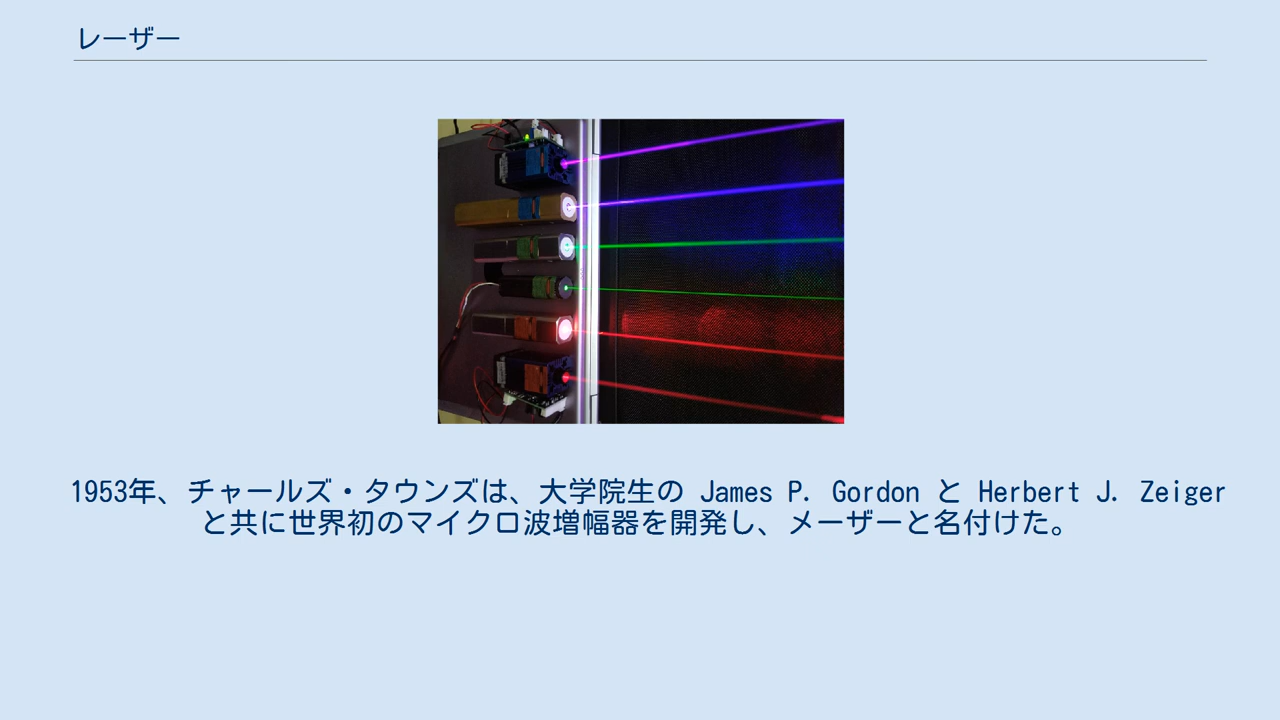 レーザー
1953年、チャールズ・タウンズは、大学院生の James P. Gordon と Herbert J. Zeiger
と共に世界初のマイクロ波増幅器を開発し、メーザーと名付けた。